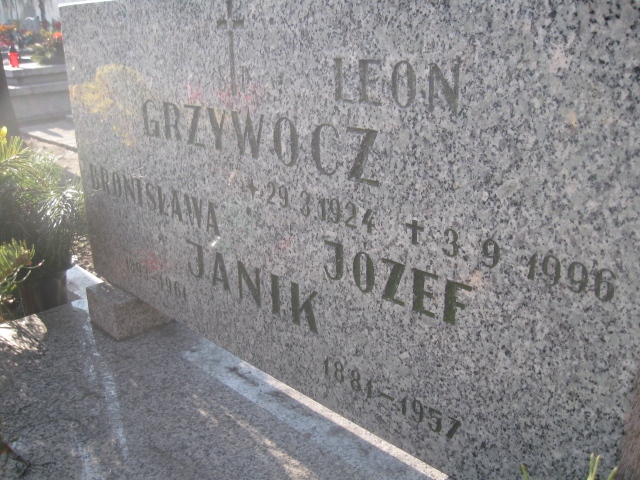 LEON
GRZYWOCZ
+ 29.3.1924 + 3.9.1996
BRONISŁAWA JÓZEF
JANIK
1881-1957